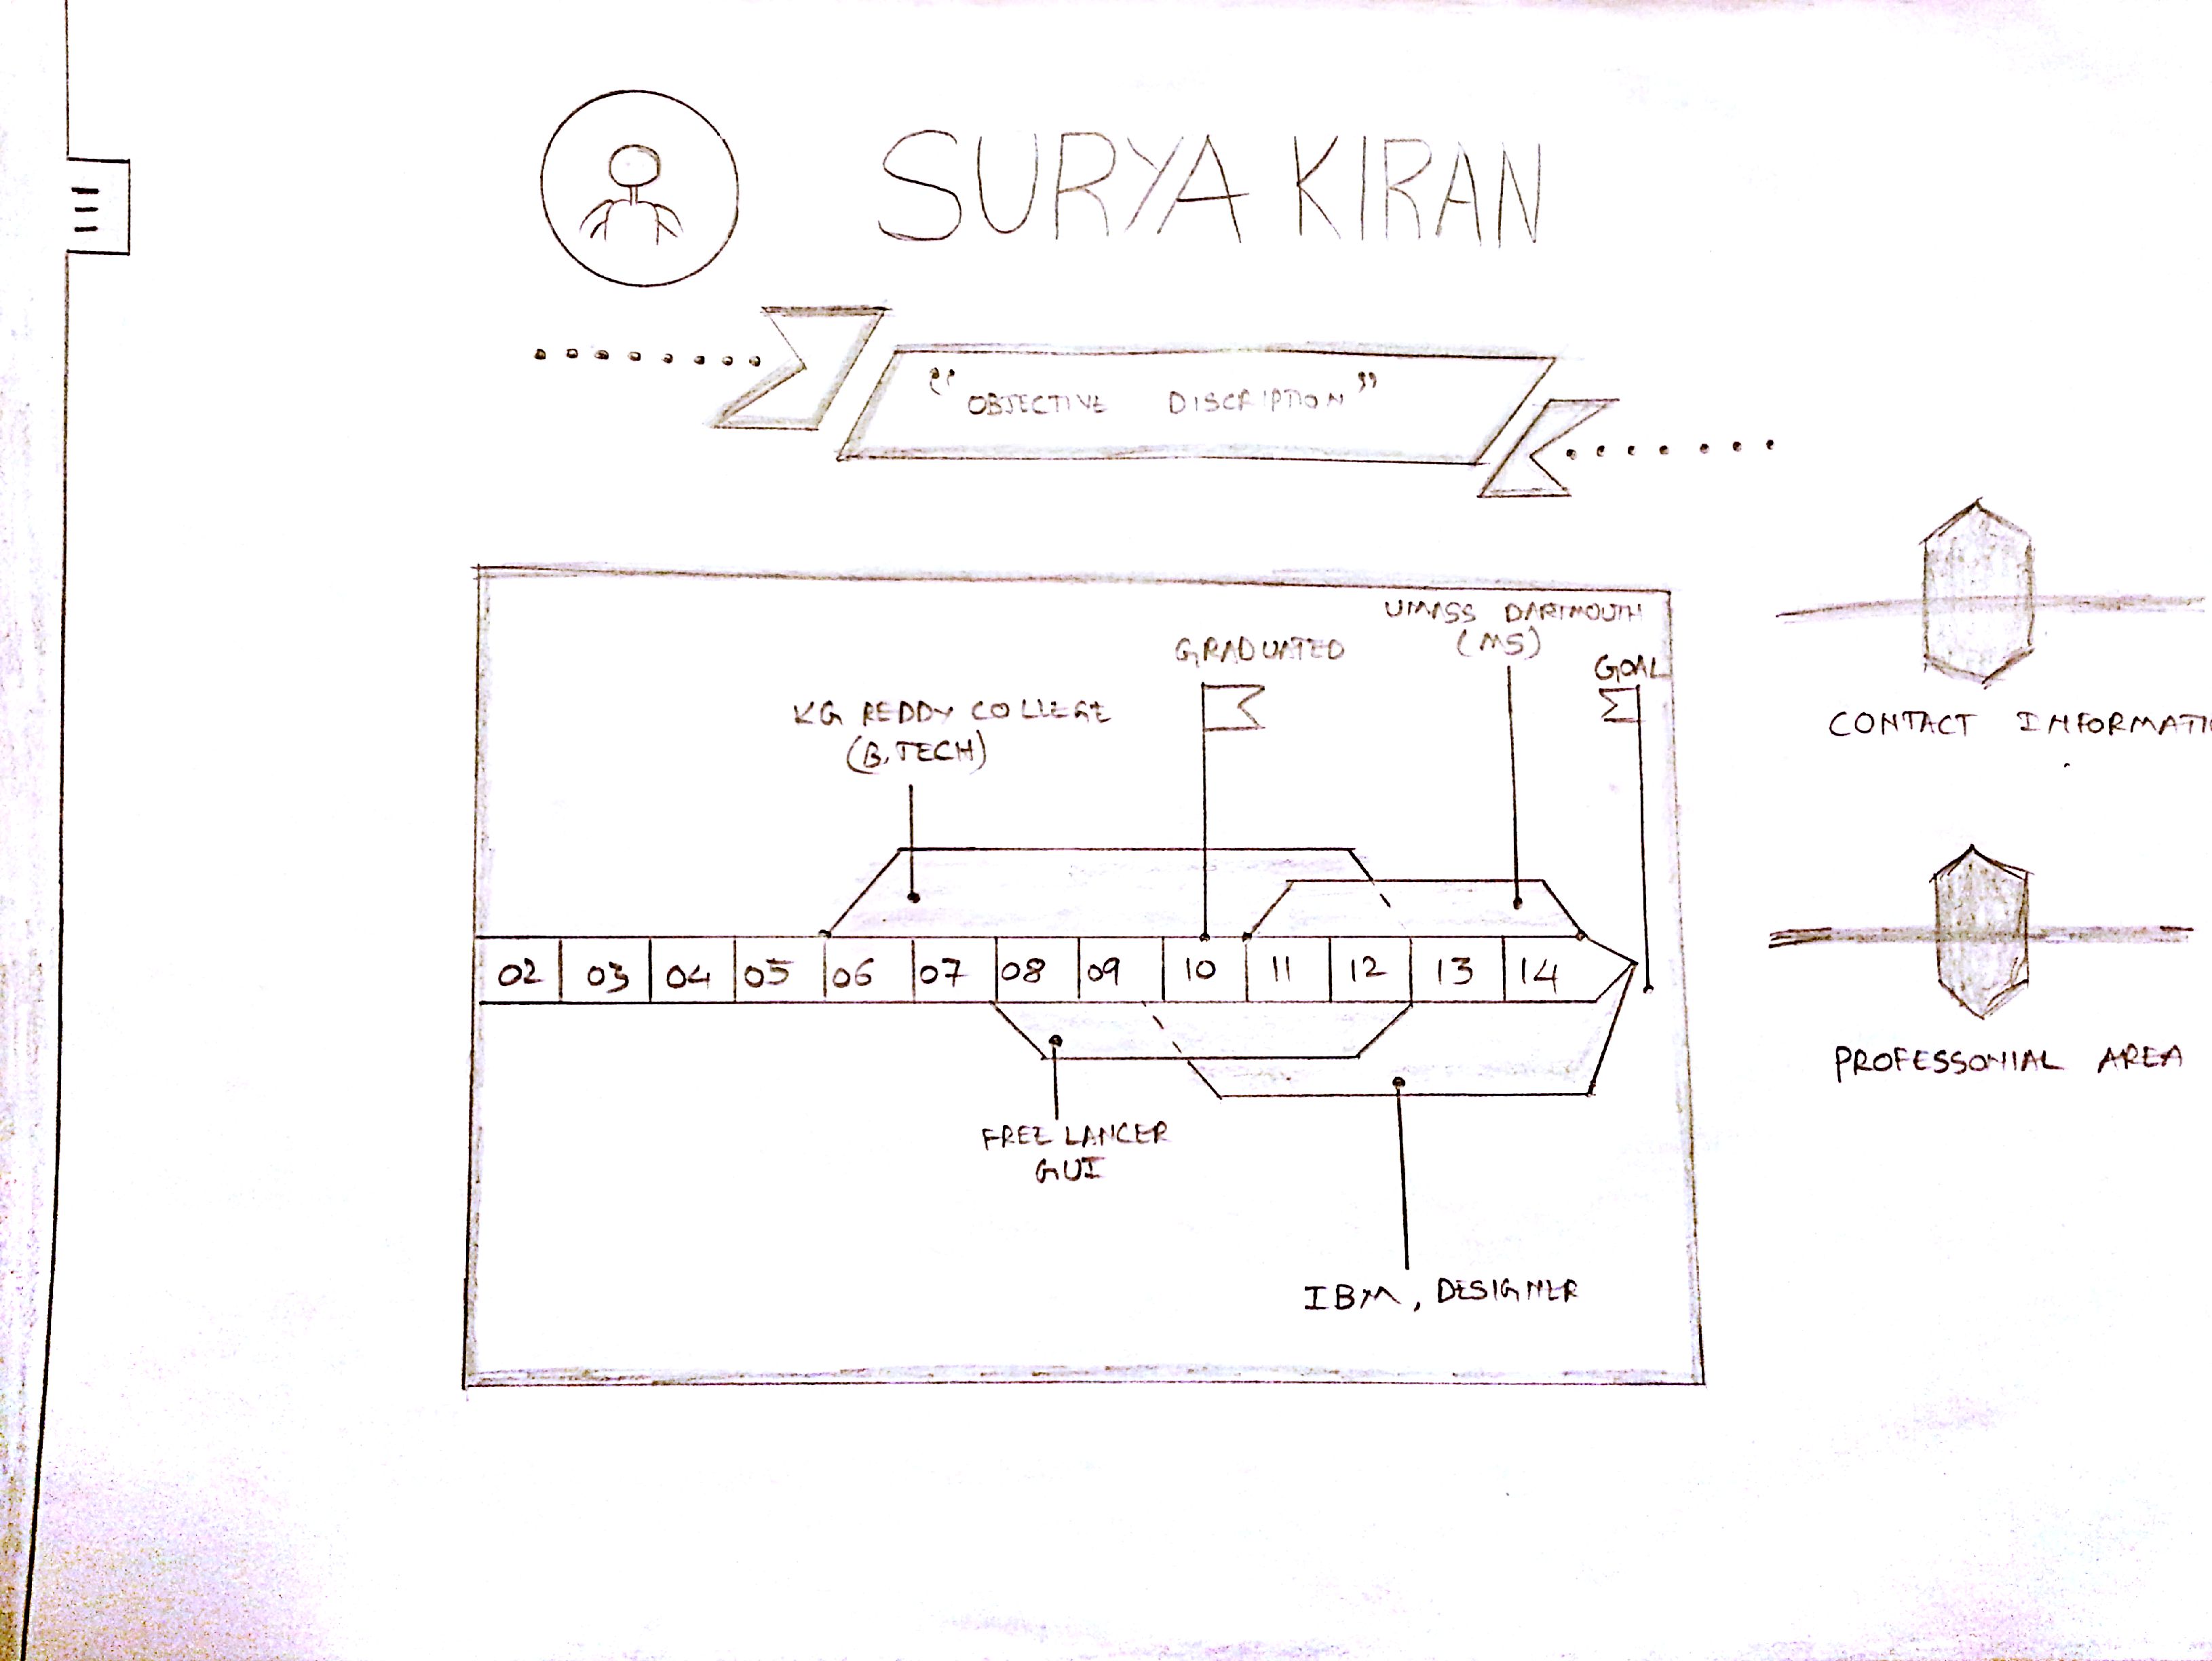 SURYA KIRAN
“OBJECTIVE DISCRIPTION”
UMASS DARTMOUTH
(MS)
GRADUATED
GOAL
KG REDDY COLLEGE
(B.TECH)
CONTACT INFORMATI
02 03 04 05 06 07 08 09 10 11 12 13 14
PROFESSONIAL AREA
FREE LANCER
GUI
IBM, DESIGNER